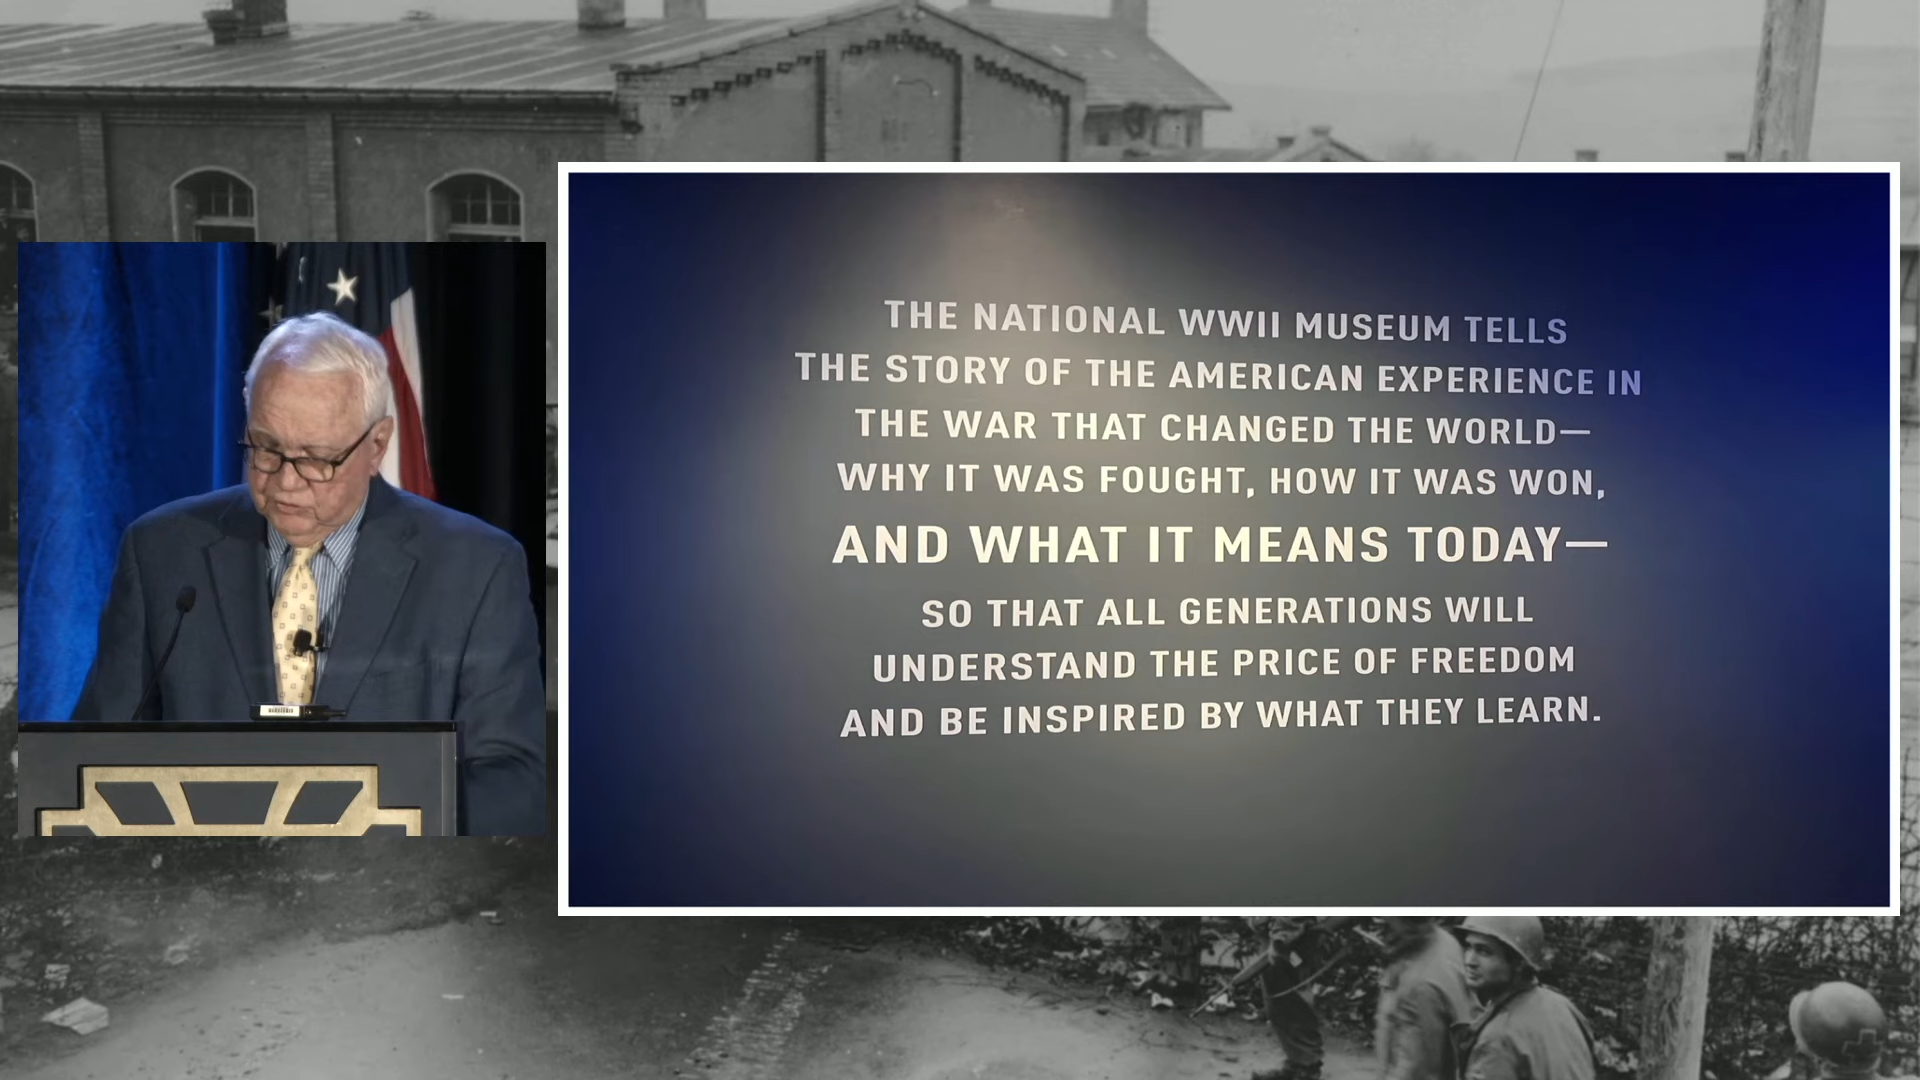 THE NATIONAL WWII MUSEUM TELLS
THE STORY OF THE AMERICAN EXPERIENCE IN
THE WAR THAT CHANGED THE WORLD—
WHY IT WAS FOUGHT, HOW IT WAS WON,
AND WHAT IT MEANS TODAY—
SO THAT ALL GENERATIONS WILL
UNDERSTAND THE PRICE OF FREEDOM
AND BE INSPIRED BY WHAT THEY LEARN.